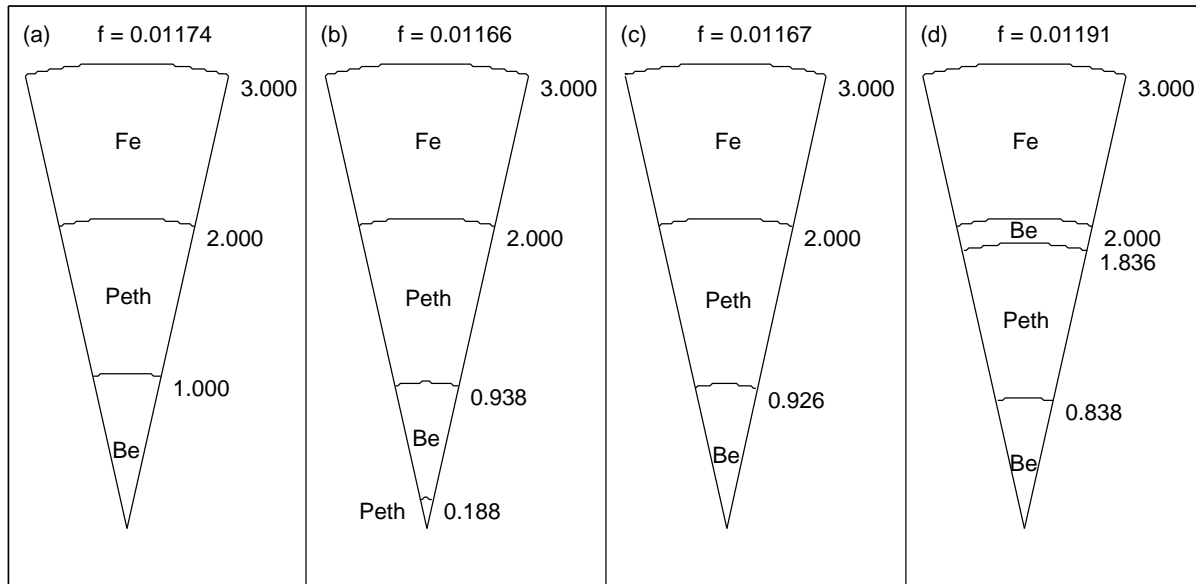 (a) f = 0.01174
3.000
Fe
2.000
Peth
1.000
Be
(b) f = 0.01166
3.000
Fe
2.000
Peth
0.938
Be
Peth
0.188
(c) f = 0.01167
3.000
Fe
2.000
Peth
0.926
Be
(d) f = 0.01191
3.000
Fe
Be
2.000
1.836
Peth
0.838
Be